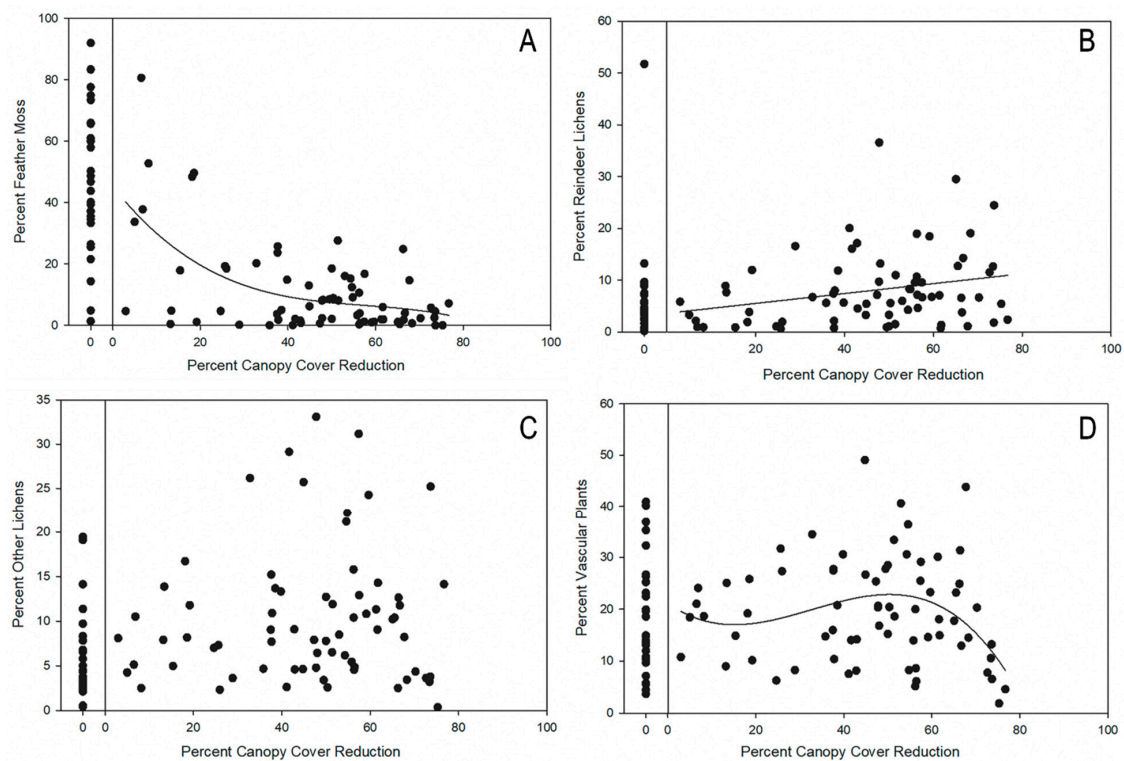 A
Percent Feather Moss
100
80
60
40
20
0
0 0 20 40 60 80 100
Percent Canopy Cover Reduction
B
Percent Reindeer Lichens
60
50
40
30
20
10
0
0 0 20 40 60 80 100
Percent Canopy Cover Reduction
C
Percent Other Lichens
35
30
25
20
15
10
5
0
0 0 20 40 60 80 100
Percent Canopy Cover Reduction
D
Percent Vascular Plants
60
50
40
30
20
10
0
0 0 20 40 60 80 100
Percent Canopy Cover Reduction